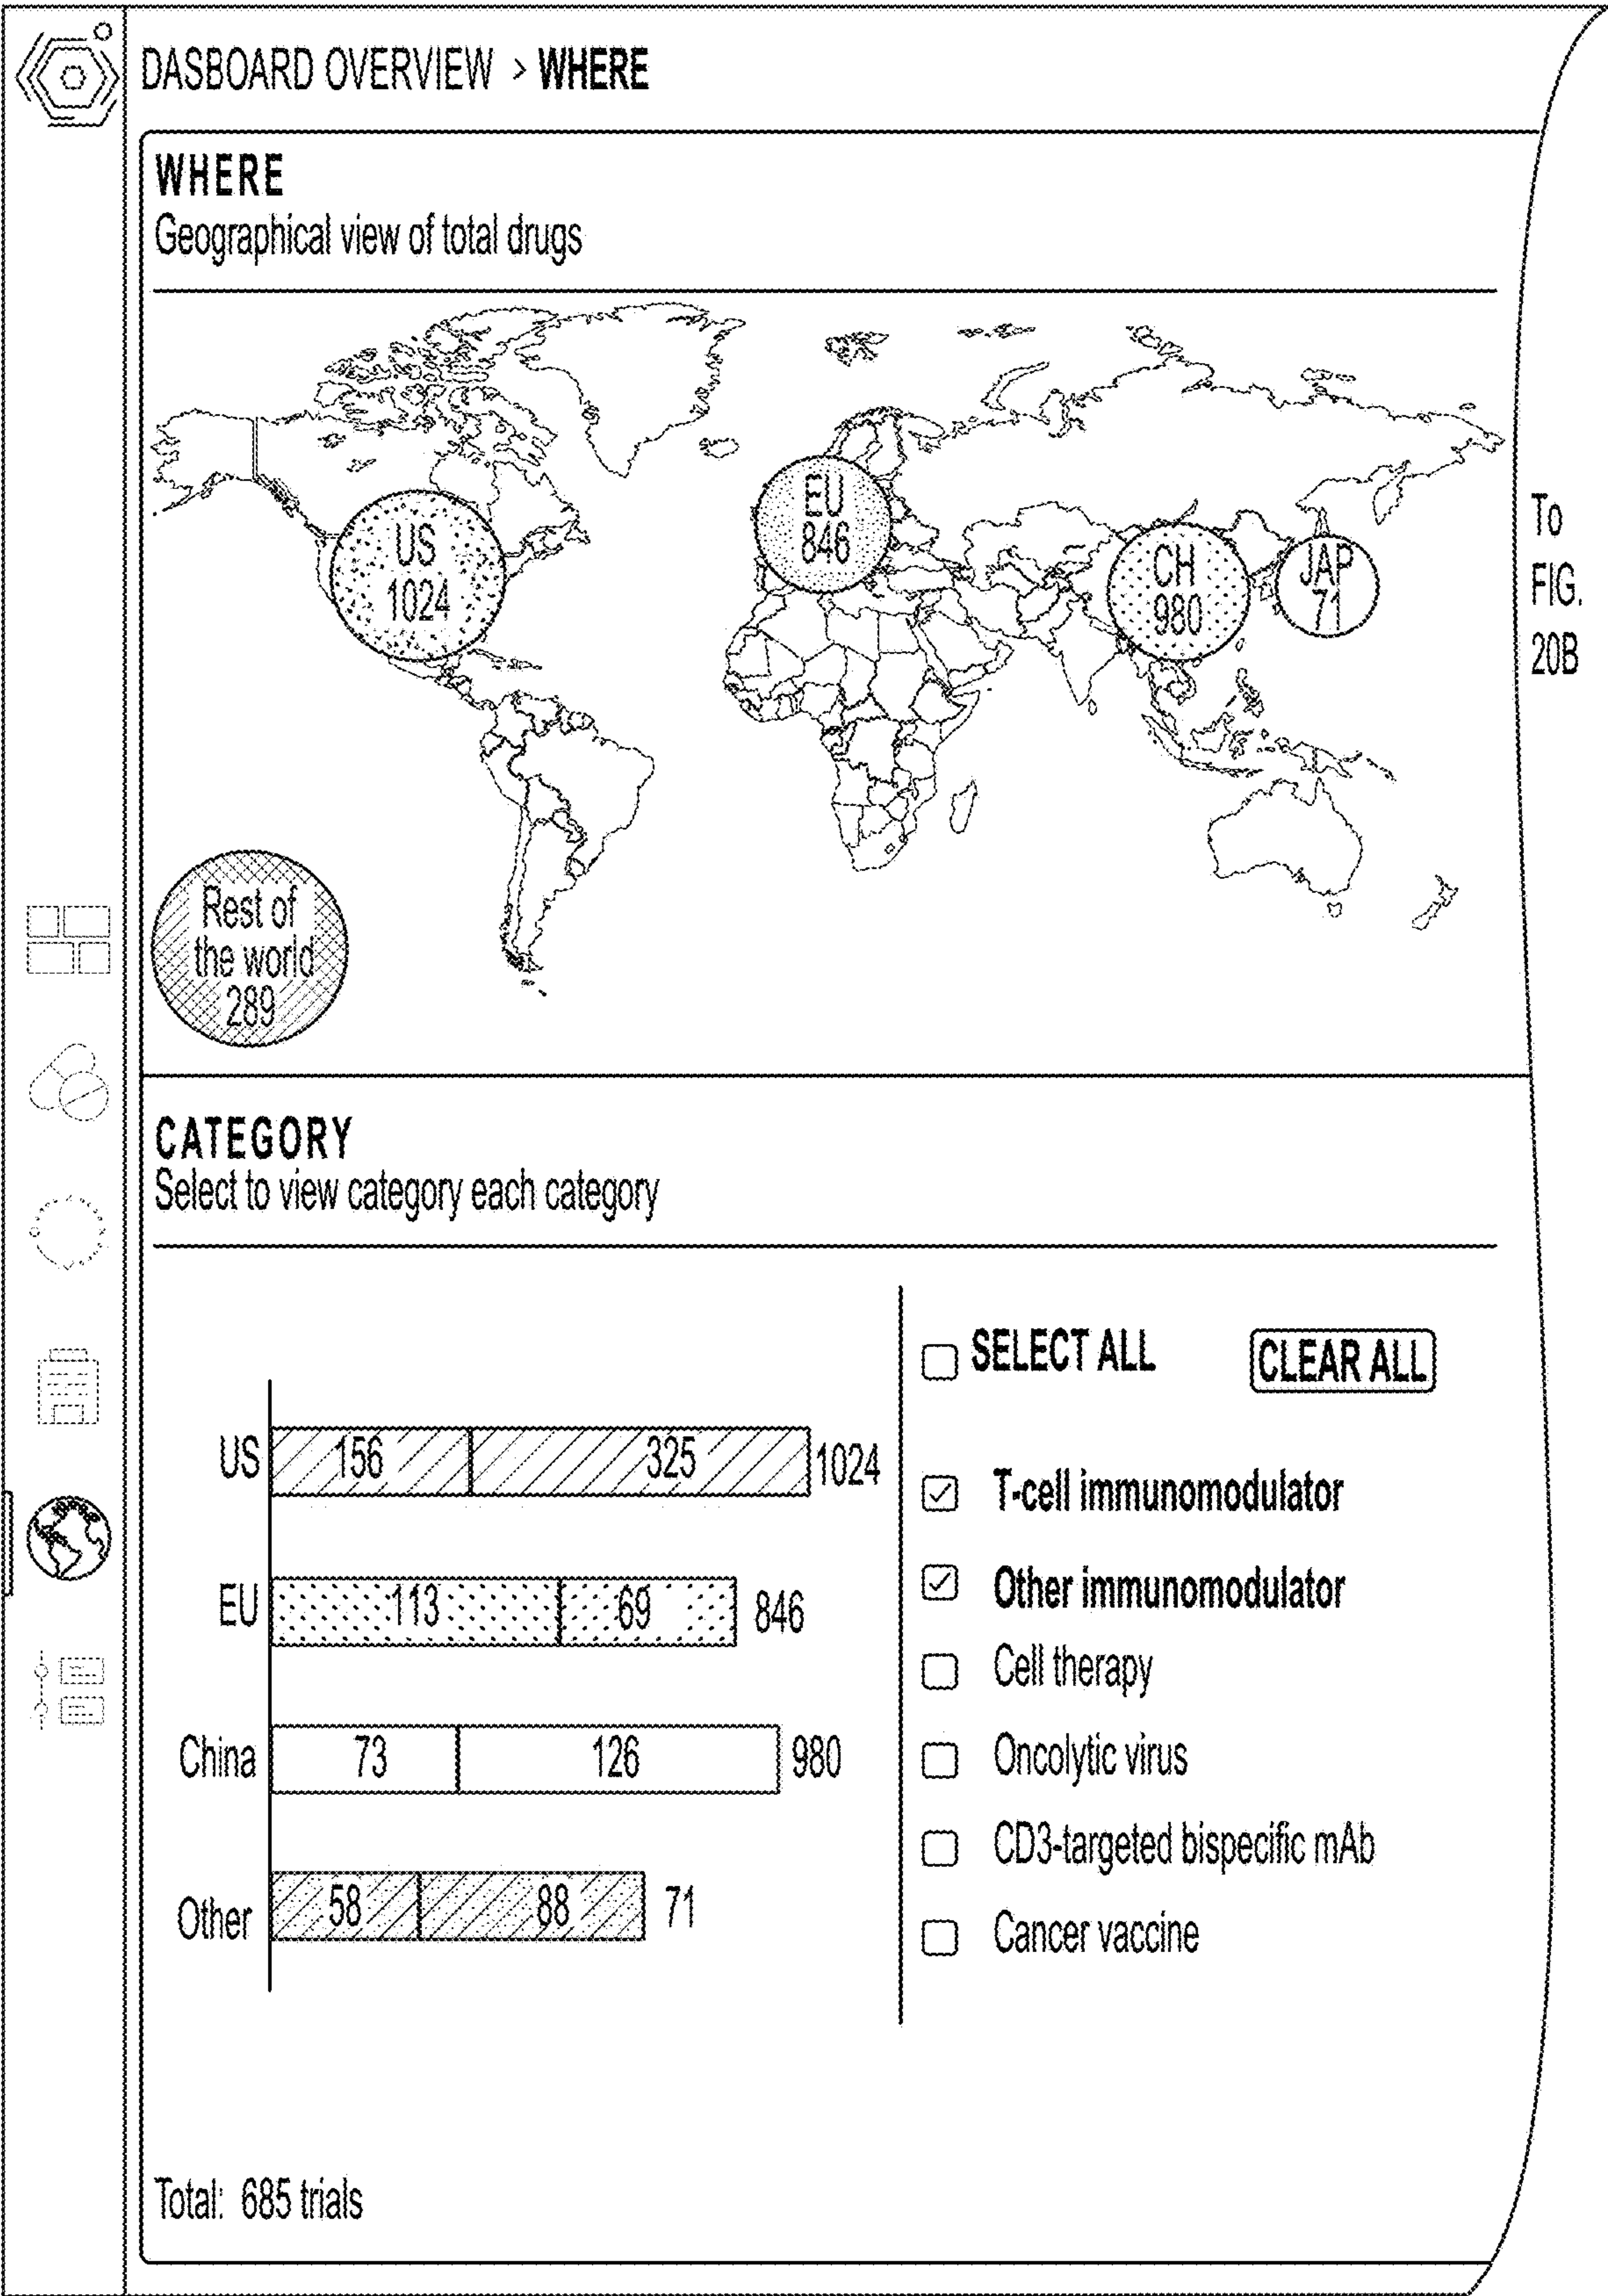 DASBOARD OVERVIEW > WHERE
WHERE
Geographical view of total drugs
US
1024
EU
846
CH
980
JAP
71
To
FIG.
20B
Rest of
the world
289
CATEGORY
Select to view category each category
SELECT ALL
CLEAR ALL
US 156 325 1024
EU 113 69 846
China 73 126 980
Other 58 88 71
T-cell immunomodulator
Other immunomodulator
Cell therapy
Oncolytic virus
CD3-targeted bispecific mAb
Cancer vaccine
Total: 685 trials